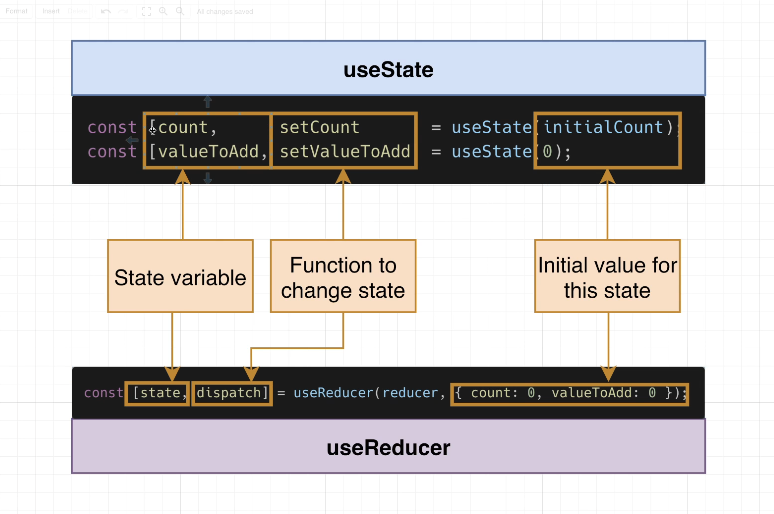 Format Insert Delete All changes saved
useState
const [count, setCount = useState(initialCount);
const [valueToAdd, setValueToAdd = useState(0);
State variable
Function to
change state
Initial value for
this state
const [state, dispatch] = useReducer(reducer, { count: 0, valueToAdd: 0 });
useReducer